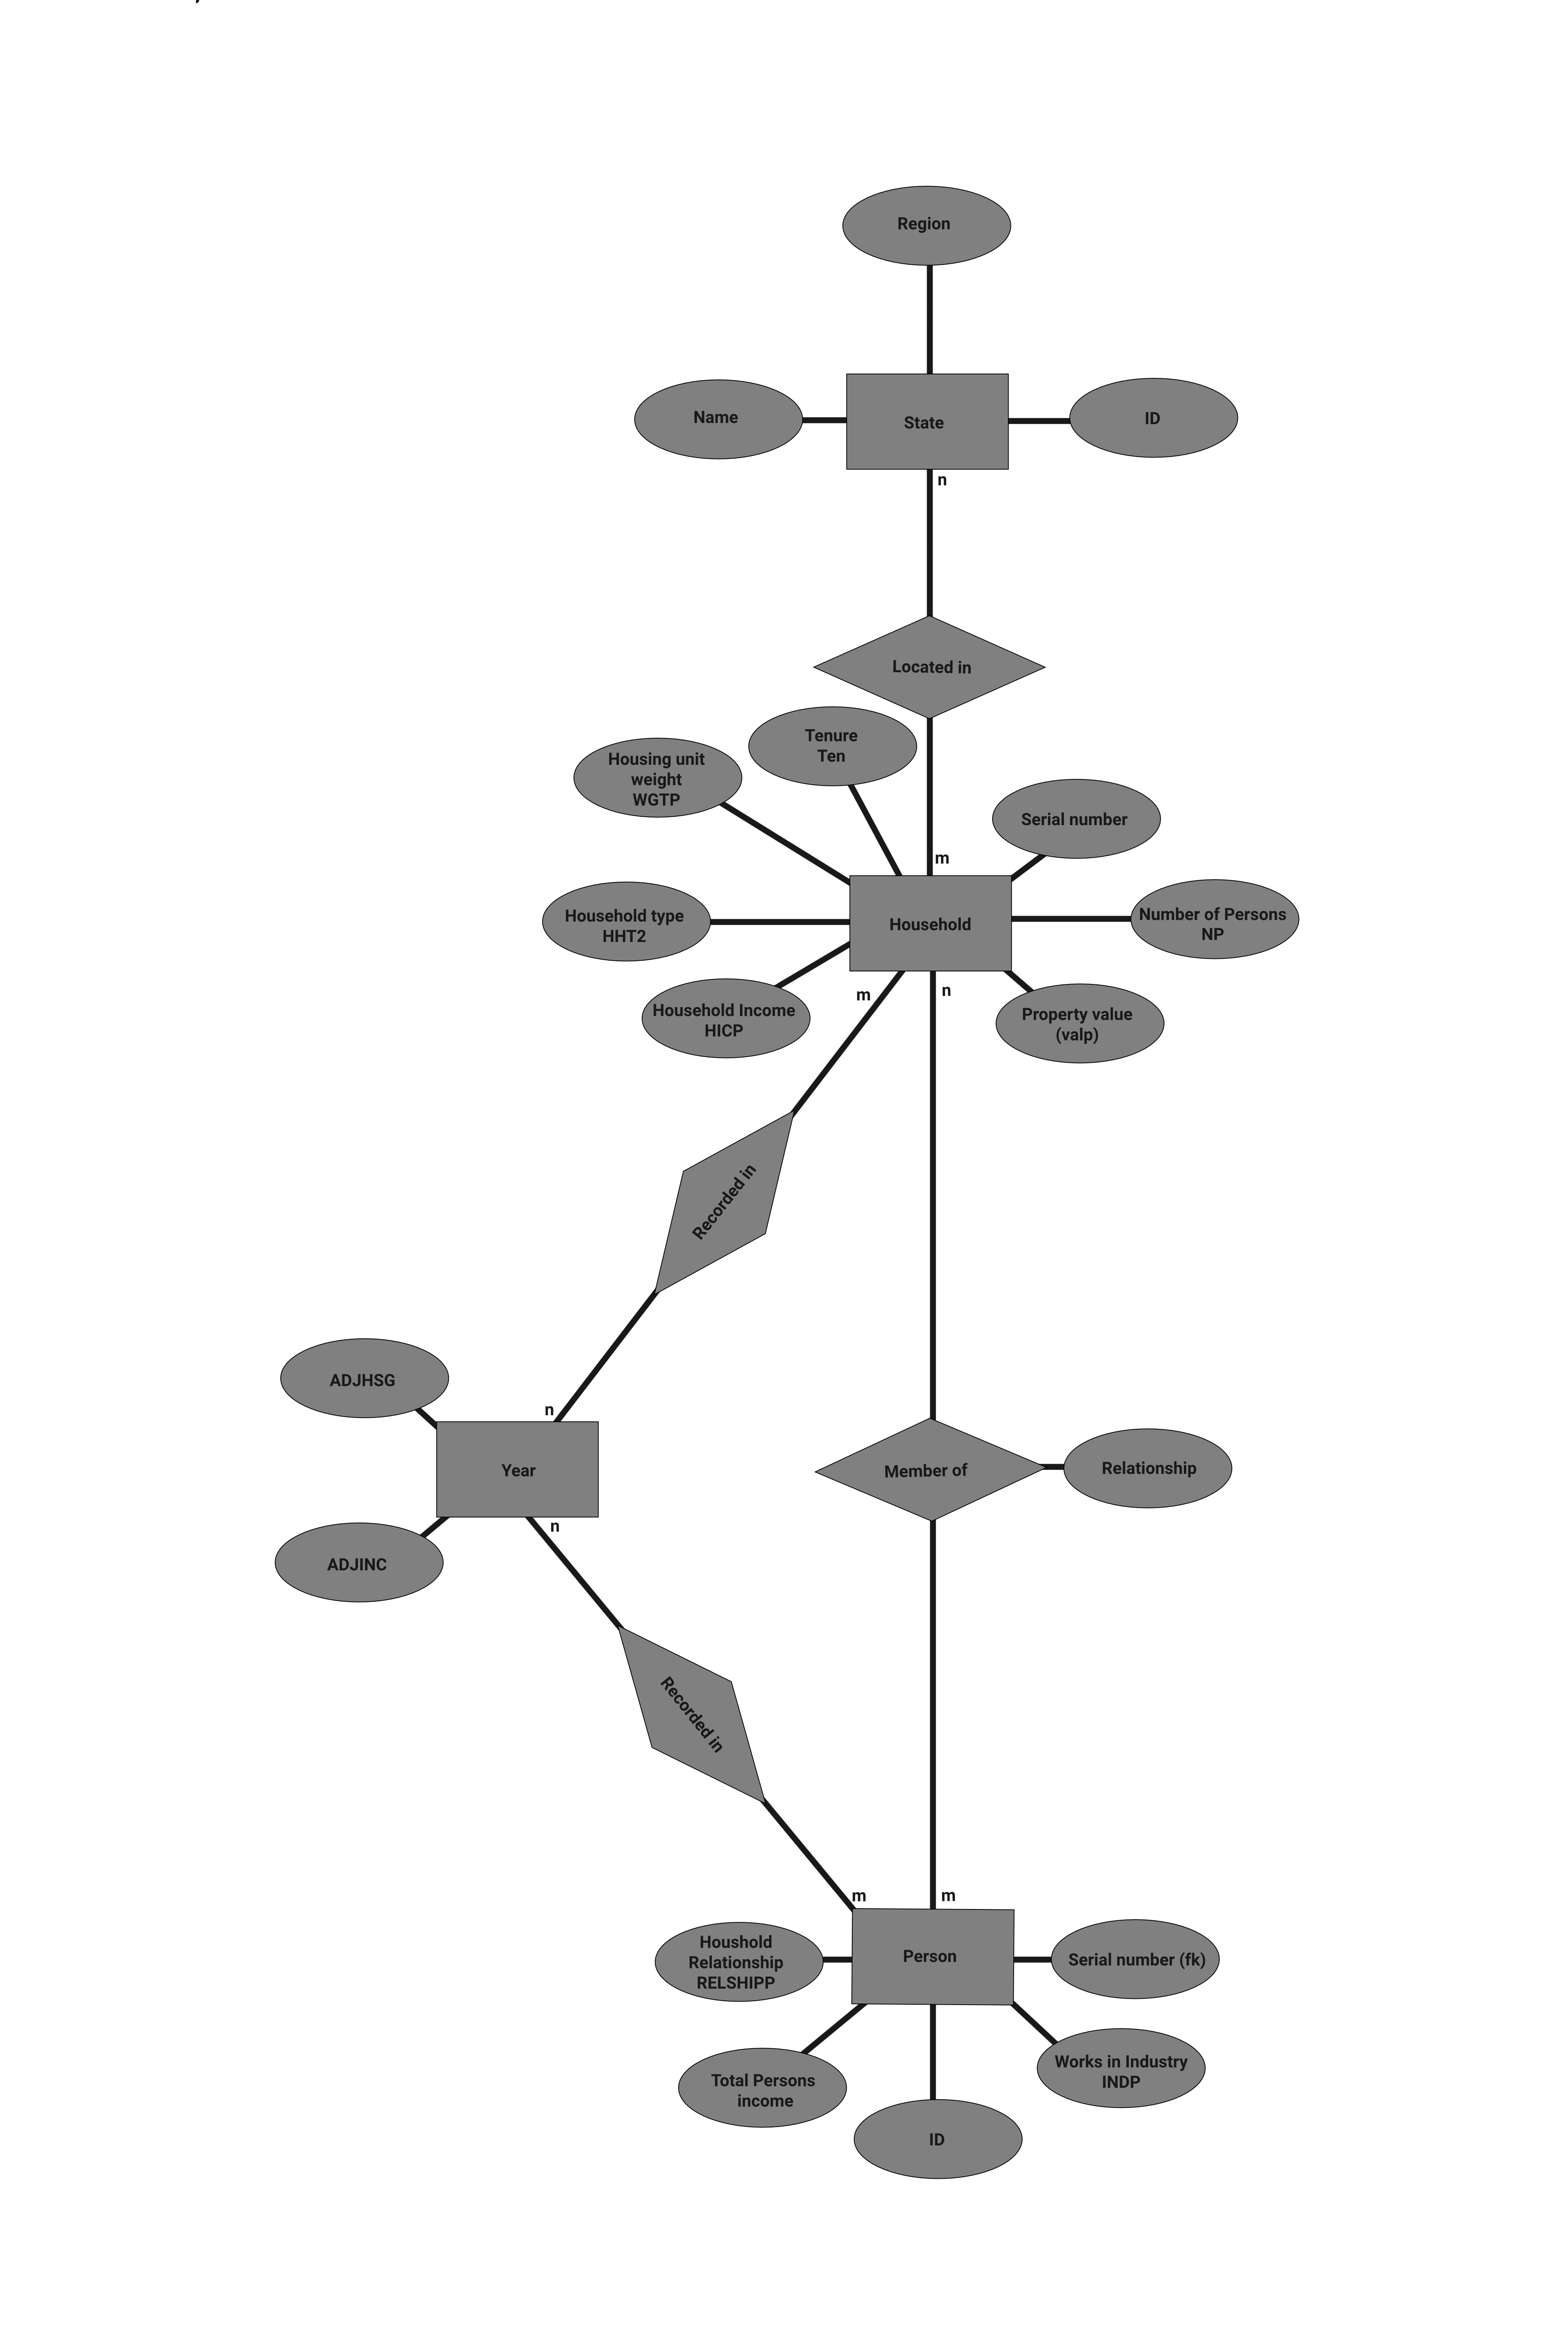 Region
Name
State
ID
n
Located in
Tenure
Ten
Housing unit
weight
WGTP
Serial number
m
Household type
HHT2
Household
Number of Persons
NP
Household Income
HICP
m
n
Property value
(valp)
Recorded in
ADJHSG
n
Year
Member of
Relationship
n
ADJINC
Recorded in
m
m
Houshold
Relationship
RELSHIPP
Person
Serial number (fk)
Total Persons
income
Works in Industry
INDP
ID